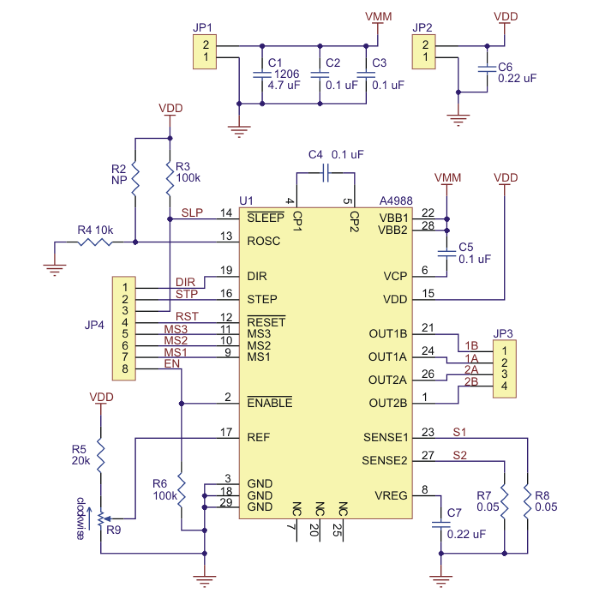 JP1
2
1
VMM
C1
1206
4.7 uF
C2
0.1 uF
C3
0.1 uF
JP2
2
1
VDD
C6
0.22 uF
VDD
R2
NP
R3
100k
R4 10k
C4 0.1 uF
VMM
VDD
U1
A4988
4
CP1
5
CP2
SLP
14
SLEEP
13
ROSC
DIR
19
DIR
STP
16
STEP
RST
12
RESET
MS3
11
MS3
MS2
10
MS2
MS1
9
MS1
EN
2
ENABLE
17
REF
3
GND
18
GND
29
GND
JP4
1
2
3
4
5
6
7
8
VBB1
22
VBB2
28
C5
0.1 uF
VCP
6
VDD
15
OUT1B
21
OUT1A
24
OUT2A
26
OUT2B
1
JP3
1B
1
1A
2
2A
3
2B
4
SENSE1
23
S1
SENSE2
27
S2
VREG
8
C7
0.22 uF
R7
0.05
R8
0.05
VDD
R5
20k
clockwise
R9
R6
100k
NC
7
NC
20
NC
25